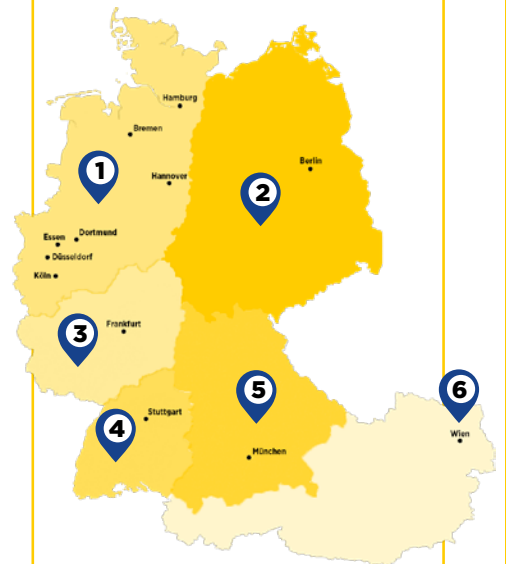 Hamburg
Bremen
1
Hannover
Berlin
2
Essen
Dortmund
Düsseldorf
Köln
3
Frankfurt
4
Stuttgart
5
München
6
Wien